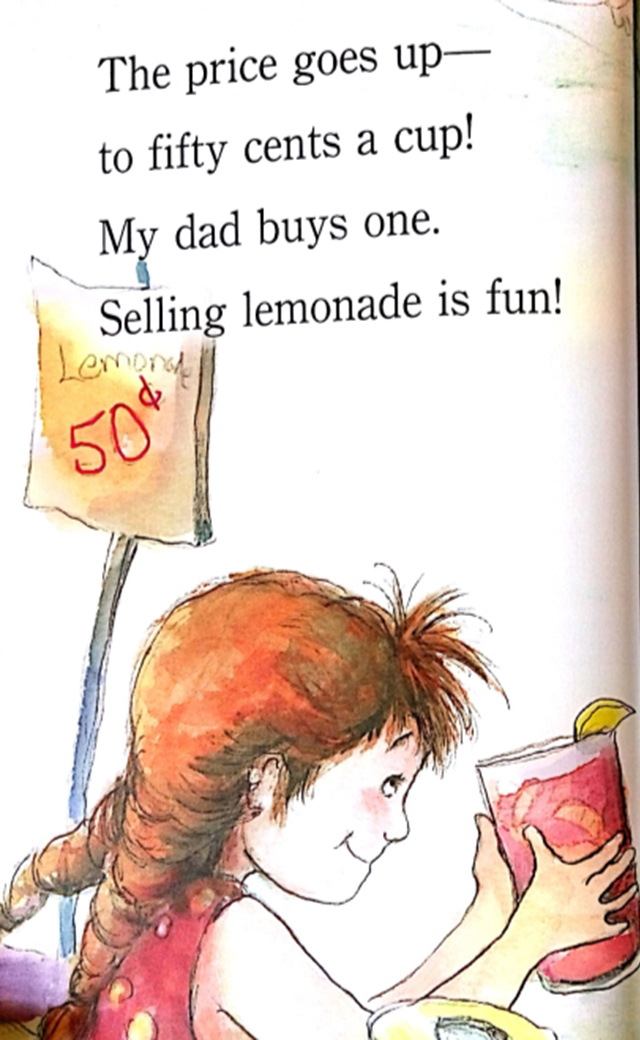 The price goes up—
to fifty cents a cup!
My dad buys one.
Selling lemonade is fun!
Lemonade
50¢